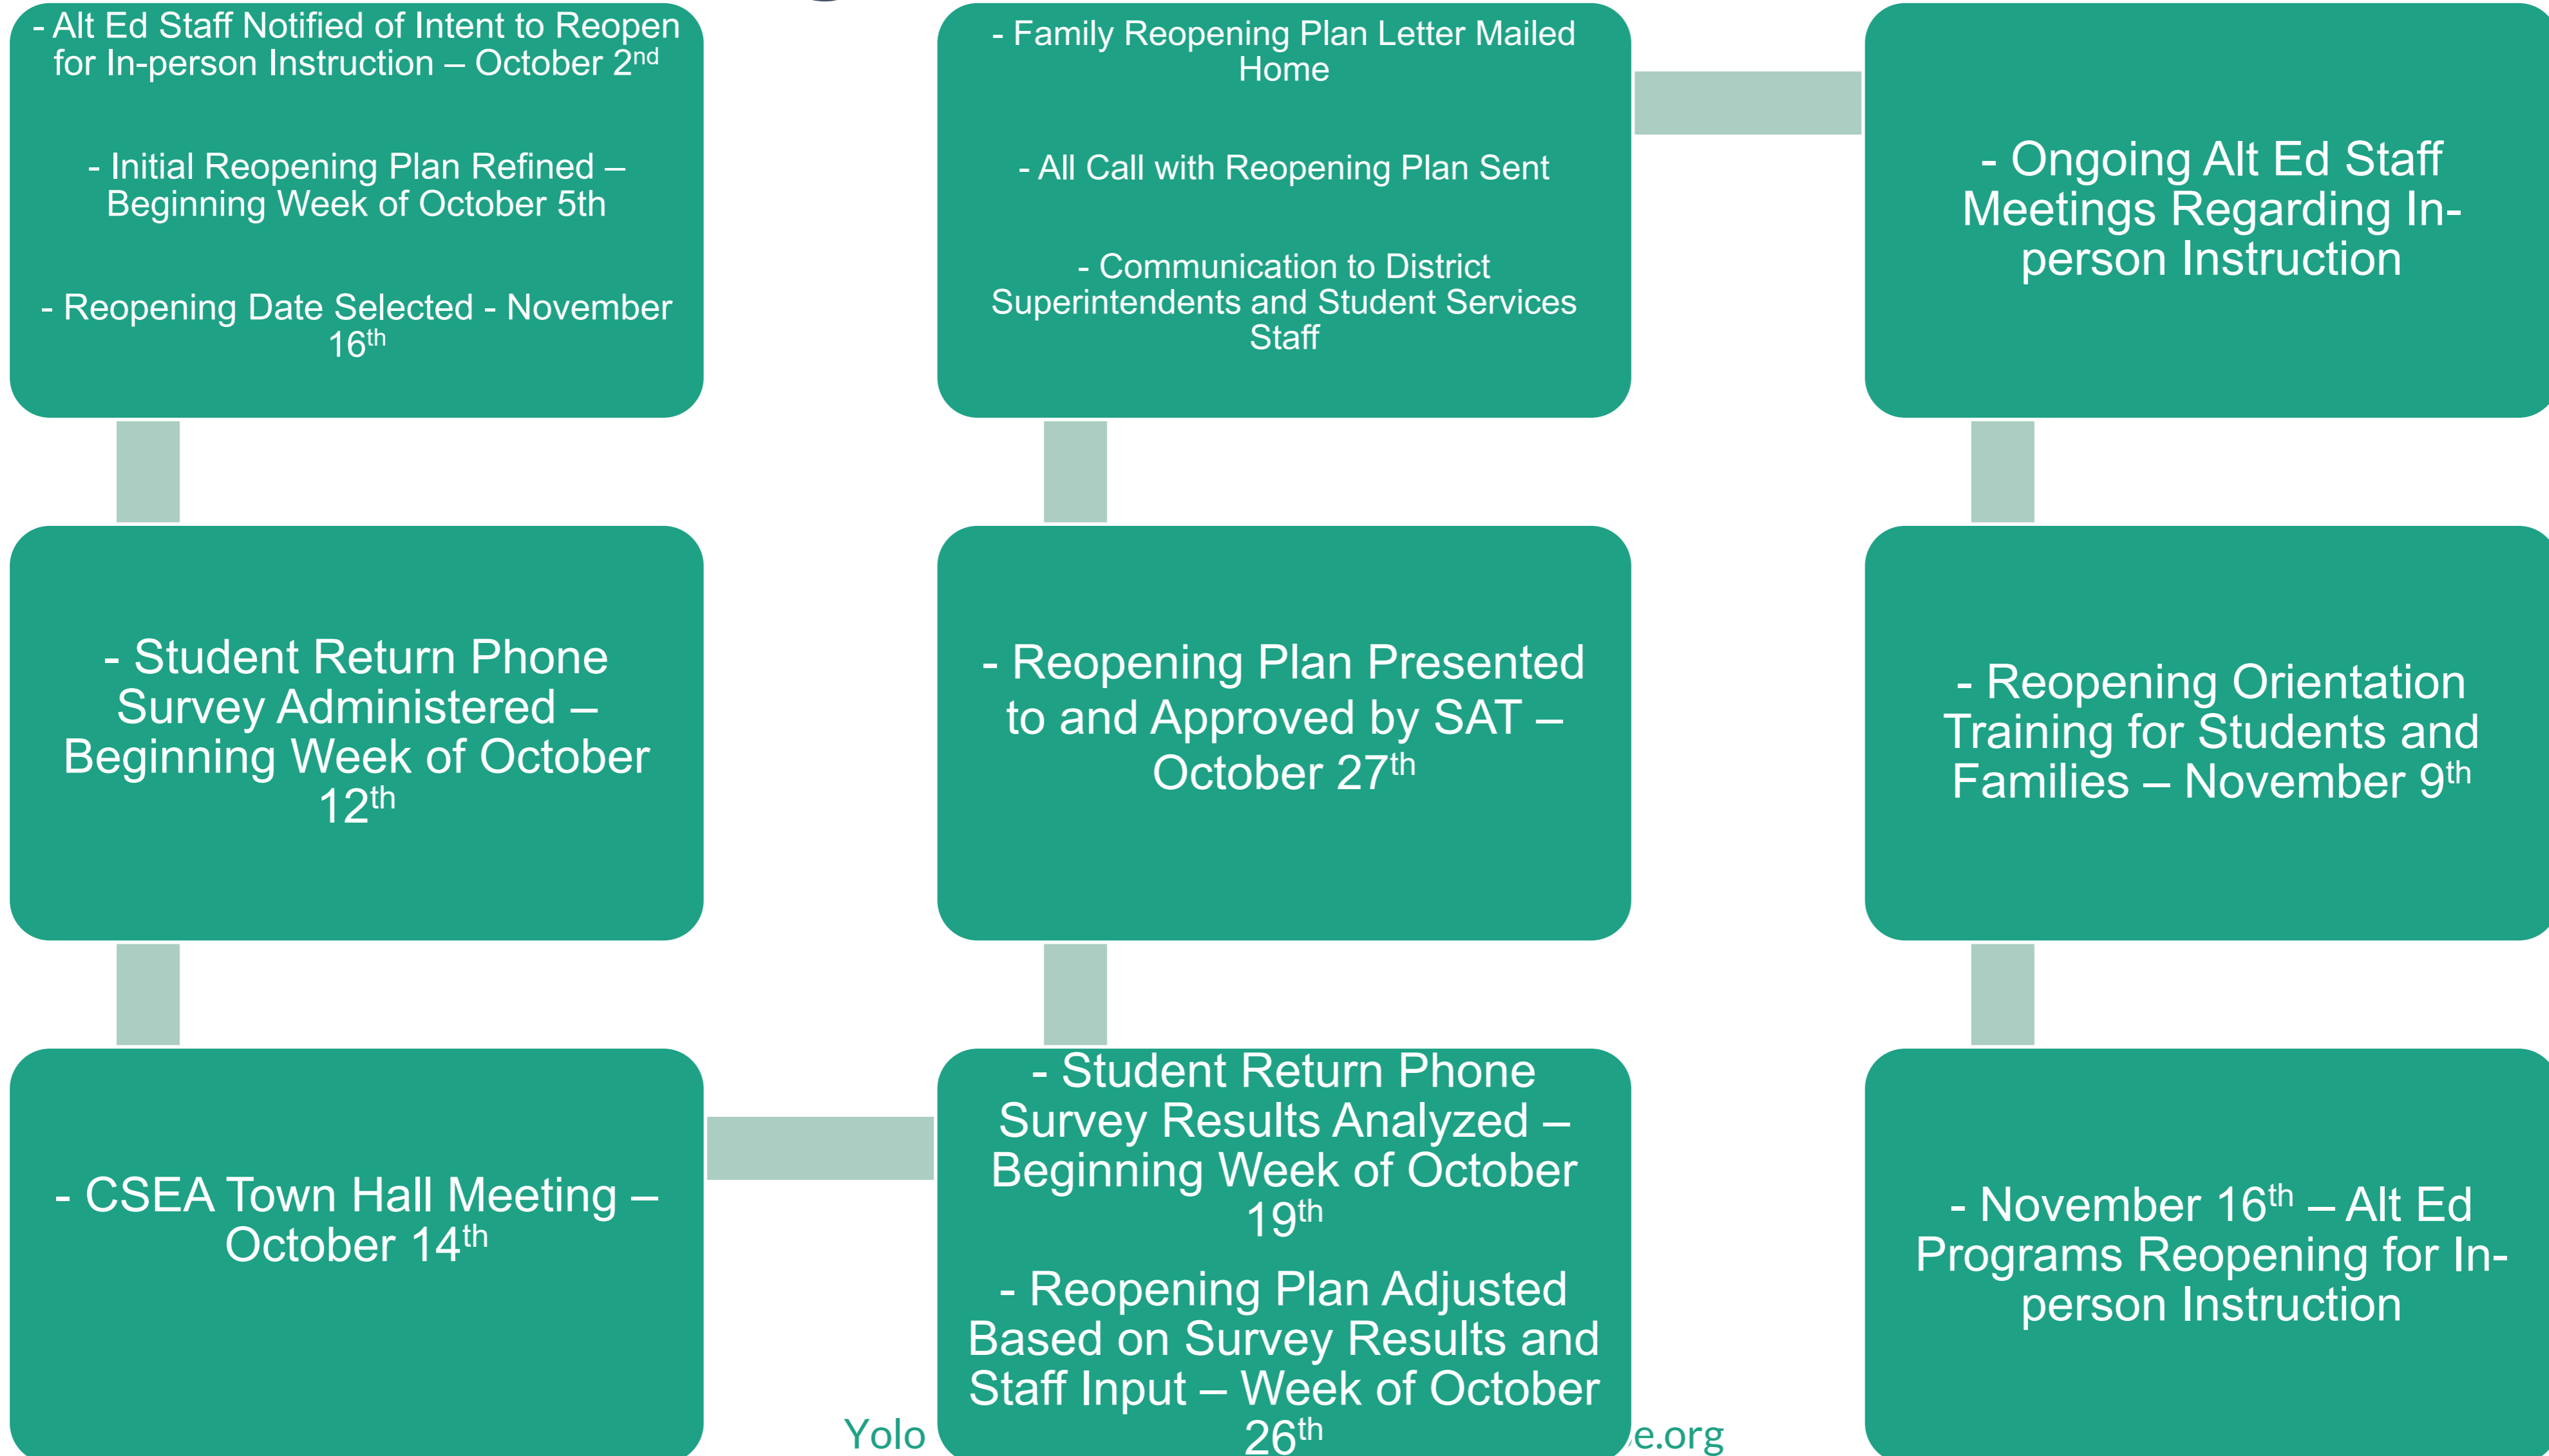 - Alt Ed Staff Notified of Intent to Reopen
for In-person Instruction – October 2nd
- Initial Reopening Plan Refined –
Beginning Week of October 5th
- Reopening Date Selected - November
16th
- Student Return Phone
Survey Administered –
Beginning Week of October
12th
- CSEA Town Hall Meeting –
October 14th
- Student Return Phone
Survey Results Analyzed –
Beginning Week of October
19th
- Reopening Plan Adjusted
Based on Survey Results and
Staff Input – Week of October
26th
- Reopening Plan Presented
to and Approved by SAT –
October 27th
- Family Reopening Plan Letter Mailed
Home
- All Call with Reopening Plan Sent
- Communication to District
Superintendents and Student Services
Staff
- Ongoing Alt Ed Staff
Meetings Regarding In-
person Instruction
- Reopening Orientation
Training for Students and
Families – November 9th
- November 16th – Alt Ed
Programs Reopening for In-
person Instruction
Yolo e.org